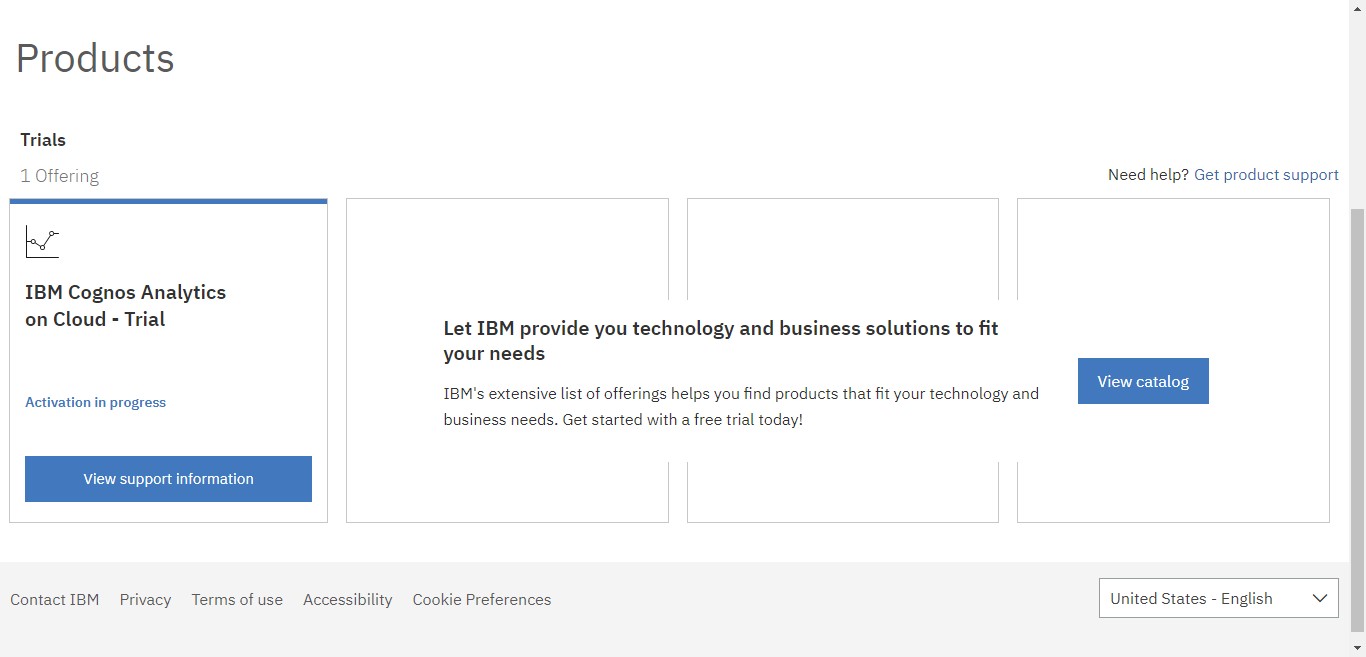 Products
Trials
1 Offering
Need help? Get product support
IBM Cognos Analytics
on Cloud - Trial
Activation in progress
View support information
Let IBM provide you technology and business solutions to fit
your needs
IBM's extensive list of offerings helps you find products that fit your technology and
business needs. Get started with a free trial today!
View catalog
Contact IBM Privacy Terms of use Accessibility Cookie Preferences
United States - English